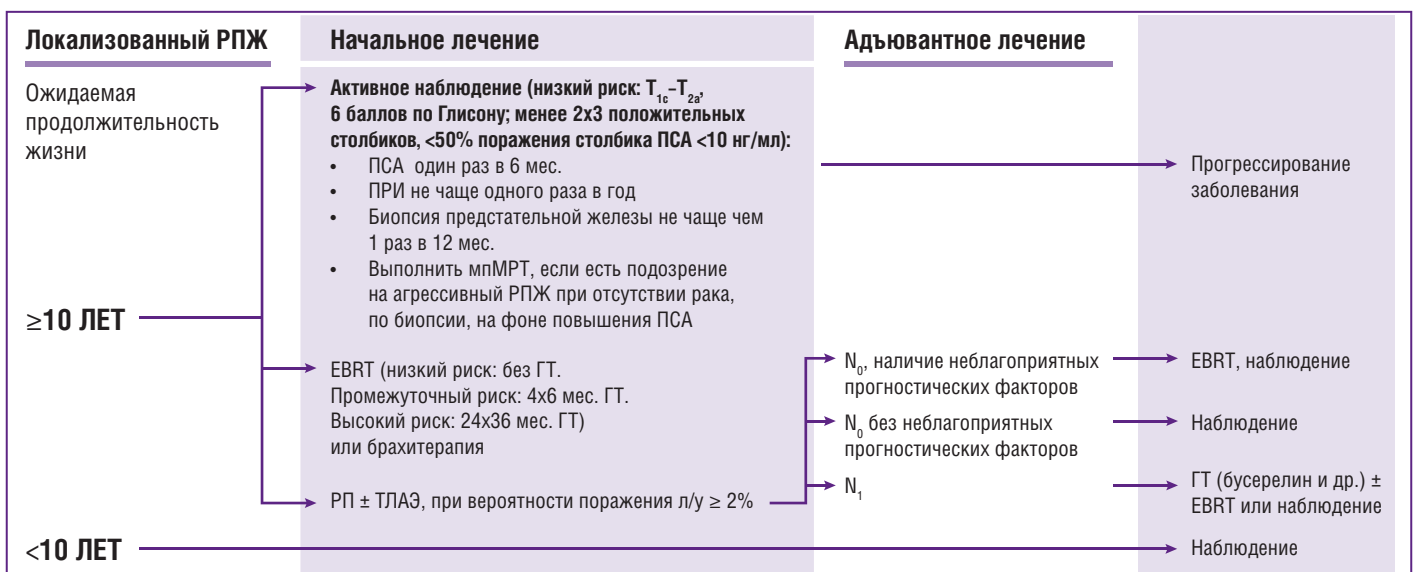 Локализованный РПЖ
Начальное лечение
Адъювантное лечение
Ожидаемая
продолжительность
жизни
≥10 ЛЕТ
Активное наблюдение (низкий риск: T1c–T2a,
6 баллов по Глисону; менее 2x3 положительных
столбиков, <50% поражения столбика ПСА <10 нг/мл):
• ПСА один раз в 6 мес.
• ПРИ не чаще одного раза в год
• Биопсия предстательной железы не чаще чем
1 раз в 12 мес.
• Выполнить мпМРТ, если есть подозрение
на агрессивный РПЖ при отсутствии рака,
по биопсии, на фоне повышения ПСА
Прогрессирование
заболевания
EBRT (низкий риск: без ГТ.
Промежуточный риск: 4x6 мес. ГТ.
Высокий риск: 24x36 мес. ГТ)
или брахитерапия
РП ± ТЛАЭ, при вероятности поражения л/у ≥ 2%
N0, наличие неблагоприятных
прогностических факторов
EBRT, наблюдение
N0 без неблагоприятных
прогностических факторов
Наблюдение
N1
ГТ (бусерелин и др.) ±
EBRT или наблюдение
<10 ЛЕТ
Наблюдение